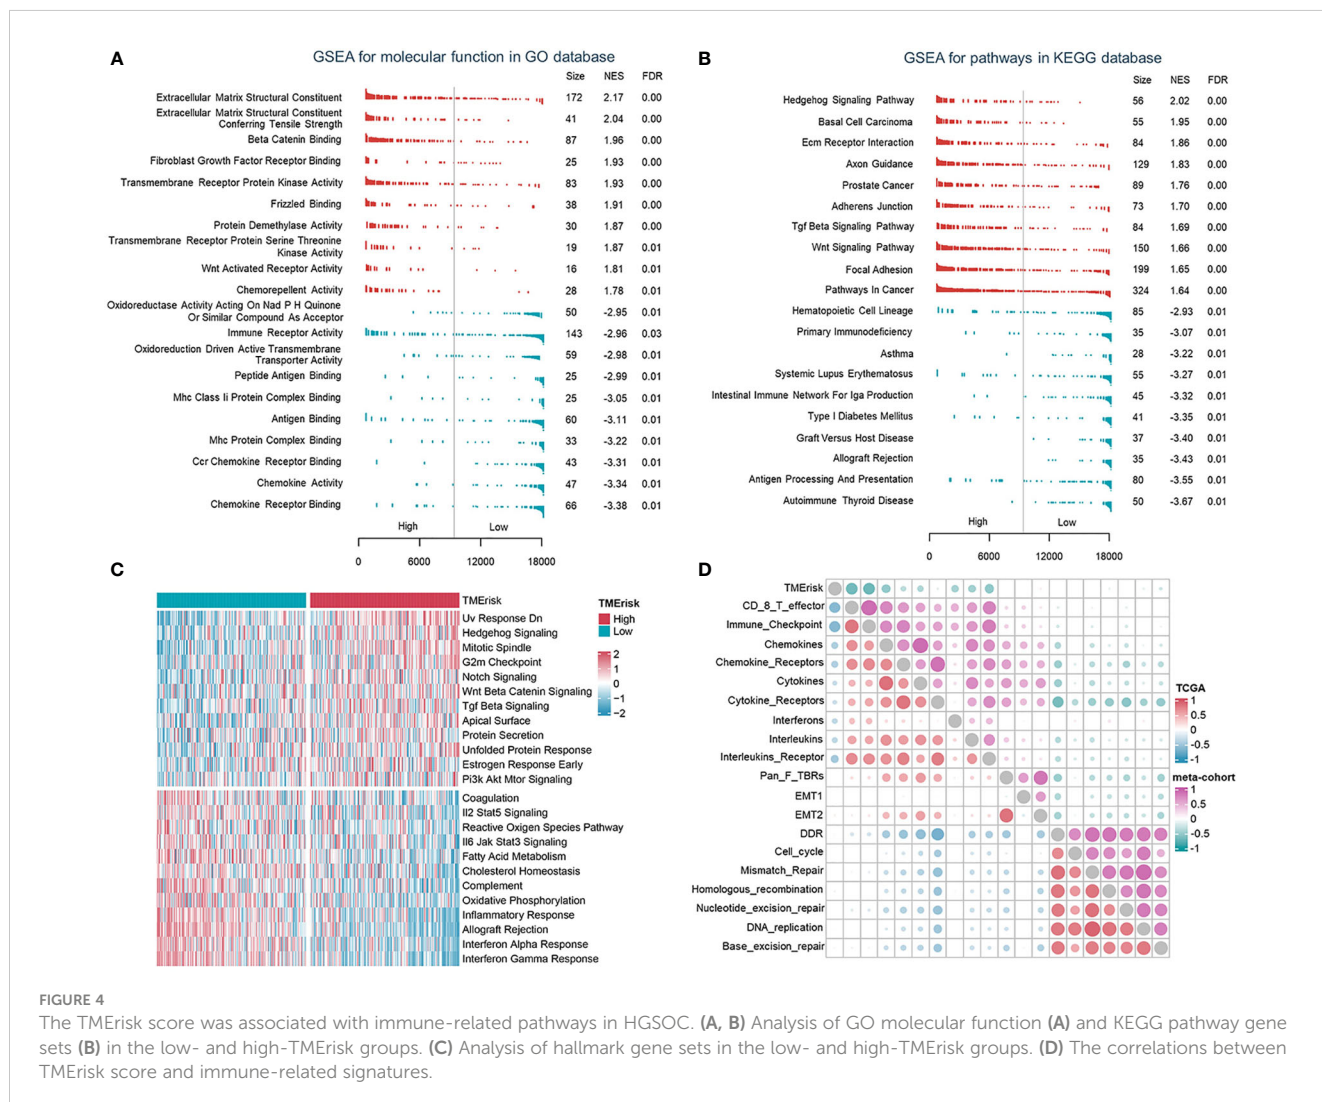 A
GSEA for molecular function in GO database
Size NES FDR
Extracellular Matrix Structural Constituent 172 2.17 0.00
Extracellular Matrix Structural Constituent
Conferring Tensile Strength 41 2.04 0.00
Beta Catenin Binding 87 1.96 0.00
Fibroblast Growth Factor Receptor Binding 25 1.93 0.00
Transmembrane Receptor Protein Kinase Activity 83 1.93 0.00
Frizzled Binding 38 1.91 0.00
Protein Demethylase Activity 30 1.87 0.00
Transmembrane Receptor Protein Serine Threonine
Kinase Activity 19 1.87 0.01
Wnt Activated Receptor Activity 16 1.81 0.01
Chemorepellent Activity 28 1.78 0.01
Oxidoreductase Activity Acting On Nad P H Quinone
Or Similar Compound As Acceptor 50 -2.95 0.01
Immune Receptor Activity 143 -2.96 0.03
Oxidoreduction Driven Active Transmembrane
Transporter Activity 59 -2.98 0.01
Peptide Antigen Binding 25 -2.99 0.01
Mhc Class Ii Protein Complex Binding 25 -3.05 0.01
Antigen Binding 60 -3.11 0.01
Mhc Protein Complex Binding 33 -3.22 0.01
Ccr Chemokine Receptor Binding 43 -3.31 0.01
Chemokine Activity 47 -3.34 0.01
Chemokine Receptor Binding 66 -3.38 0.01
High Low
0 6000 12000 18000
B
GSEA for pathways in KEGG database
Size NES FDR
Hedgehog Signaling Pathway 56 2.02 0.00
Basal Cell Carcinoma 55 1.95 0.00
Ecm Receptor Interaction 84 1.86 0.00
Axon Guidance 129 1.83 0.00
Prostate Cancer 89 1.76 0.00
Adherens Junction 73 1.70 0.00
Tgf Beta Signaling Pathway 84 1.69 0.00
Wnt Signaling Pathway 150 1.66 0.00
Focal Adhesion 199 1.65 0.00
Pathways In Cancer 324 1.64 0.00
Hematopoietic Cell Lineage 85 -2.93 0.01
Primary Immunodeficiency 35 -3.07 0.01
Asthma 28 -3.22 0.01
Systemic Lupus Erythematosus 55 -3.27 0.01
Intestinal Immune Network For Iga Production 45 -3.32 0.01
Type I Diabetes Mellitus 41 -3.35 0.01
Graft Versus Host Disease 37 -3.40 0.01
Allograft Rejection 35 -3.43 0.01
Antigen Processing And Presentation 80 -3.55 0.01
Autoimmune Thyroid Disease 50 -3.67 0.01
High Low
0 6000 12000 18000
C
TMErisk
Uv Response Dn
Hedgehog Signaling
Mitotic Spindle
G2m Checkpoint
Notch Signaling
Wnt Beta Catenin Signaling
Tgf Beta Signaling
Apical Surface
Protein Secretion
Unfolded Protein Response
Estrogen Response Early
Pi3k Akt Mtor Signaling
Coagulation
Il2 Stat5 Signaling
Reactive Oxigen Species Pathway
Il6 Jak Stat3 Signaling
Fatty Acid Metabolism
Cholesterol Homeostasis
Complement
Oxidative Phosphorylation
Inflammatory Response
Allograft Rejection
Interferon Alpha Response
Interferon Gamma Response
TMErisk
High
Low
2
1
0
−1
−2
D
TMErisk
CD_8_T_effector
Immune_Checkpoint
Chemokines
Chemokine_Receptors
Cytokines
Cytokine_Receptors
Interferons
Interleukins
Interleukins_Receptor
Pan_F_TBRs
EMT1
EMT2
DDR
Cell_cycle
Mismatch_Repair
Homologous_recombination
Nucleotide_excision_repair
DNA_replication
Base_excision_repair
TCGA
1
0.5
0
-0.5
-1
meta-cohort
1
0.5
0
-0.5
-1
FIGURE 4
The TMErisk score was associated with immune-related pathways in HGSOC. (A, B) Analysis of GO molecular function (A) and KEGG pathway gene
sets (B) in the low- and high-TMErisk groups. (C) Analysis of hallmark gene sets in the low- and high-TMErisk groups. (D) The correlations between
TMErisk score and immune-related signatures.